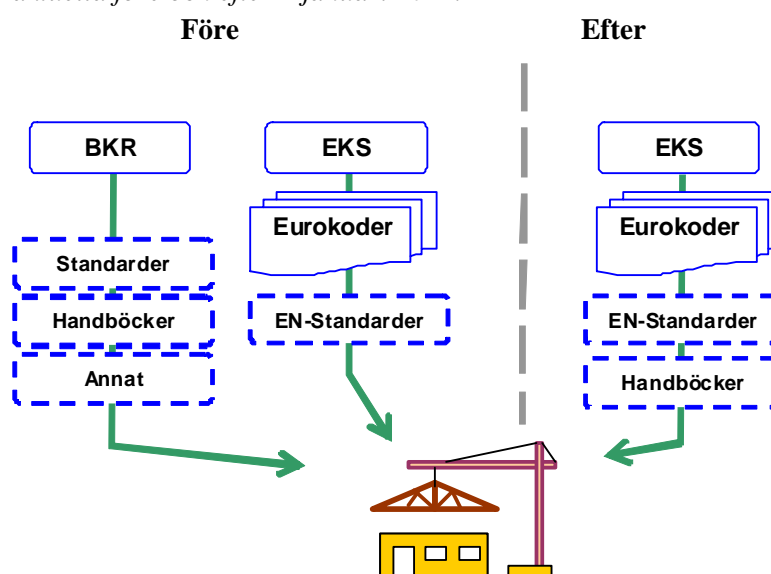 Före
Efter
BKR
Standarder
Handböcker
Annat
EKS
Eurokoder
EN-Standarder
EKS
Eurokoder
EN-Standarder
Handböcker